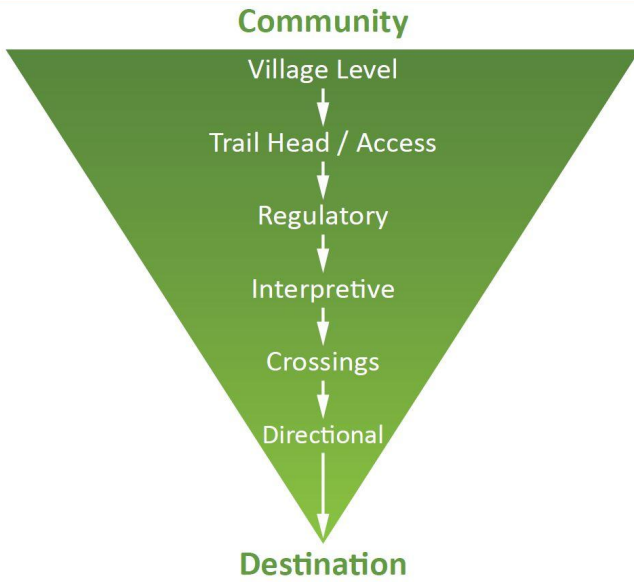 Community
Village Level
Trail Head / Access
Regulatory
Interpretive
Crossings
Directional
Destination